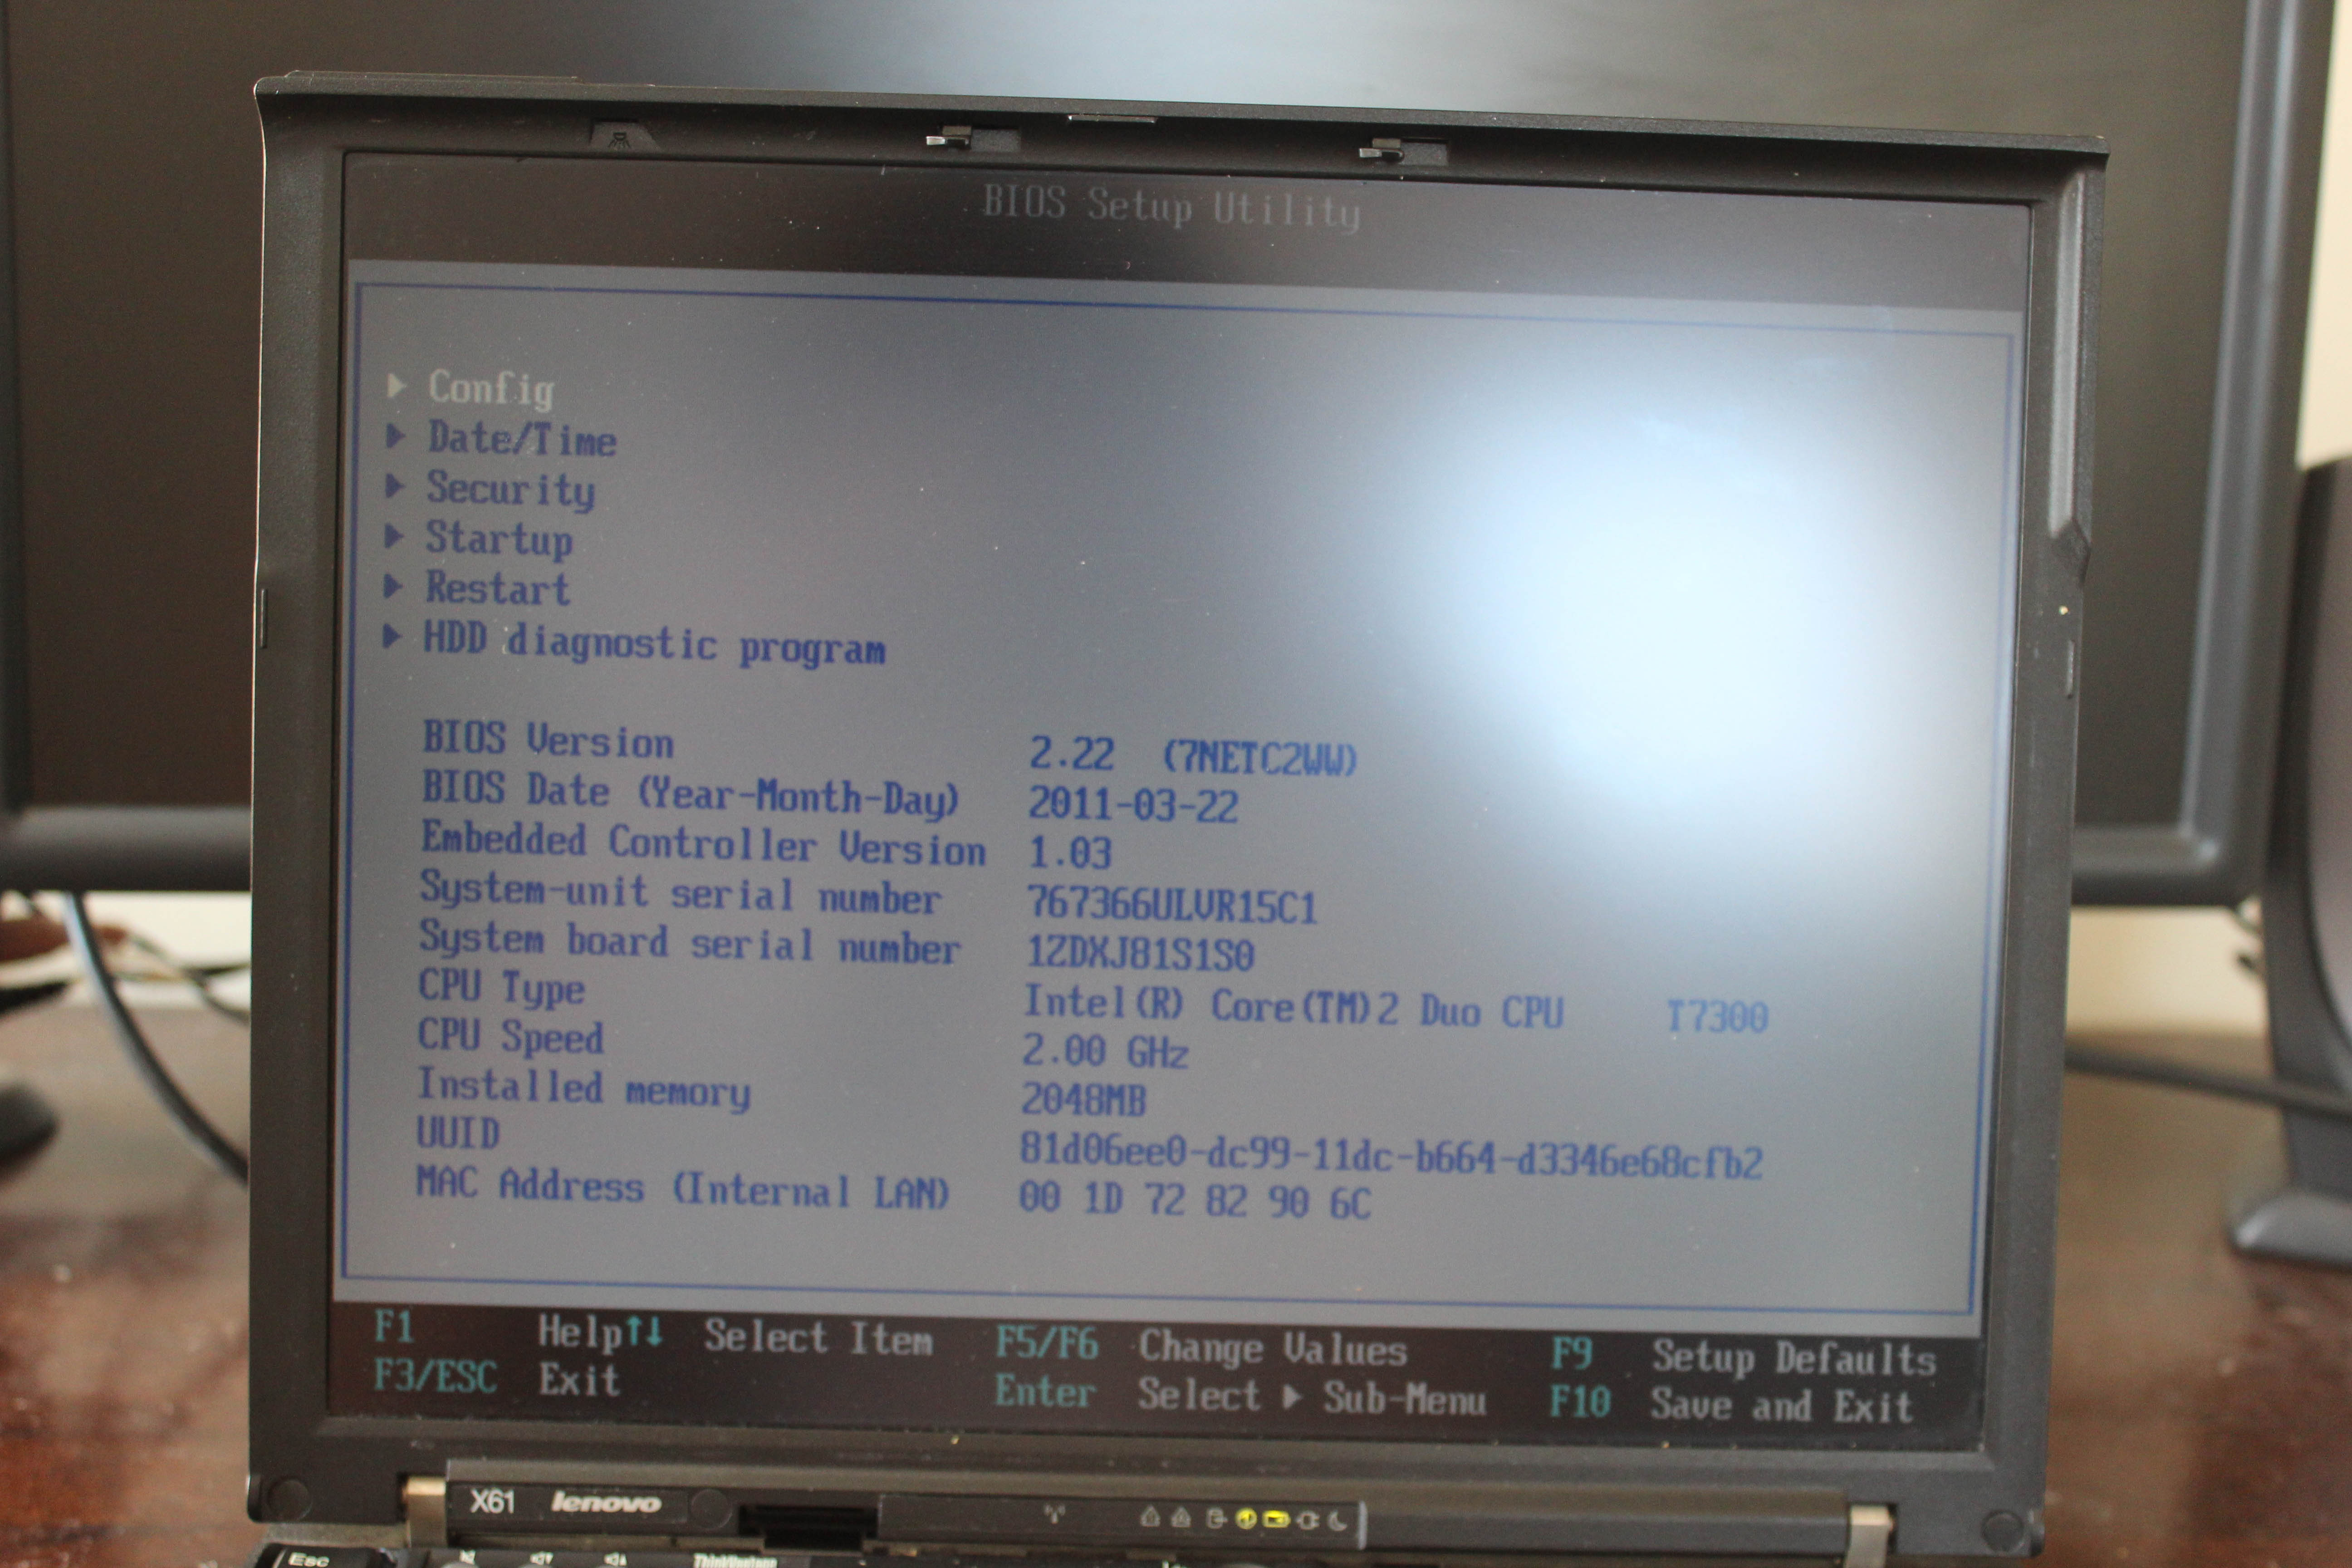 BIOS Setup Utility
Config
Date/Time
Security
Startup
Restart
HDD diagnostic program
BIOS Version 2.22 (7NETC2WW)
BIOS Date (Year-Month-Day) 2011-03-22
Embedded Controller Version 1.03
System-unit serial number 767366ULVR15C1
System board serial number 1ZDXJ81S1S0
CPU Type Intel(R) Core(TM)2 Duo CPU T7300
CPU Speed 2.00 GHz
Installed memory 2048MB
UUID 81d06ee0-dc99-11dc-b664-d3346e68cfb2
MAC Address (Internal LAN) 00 1D 72 82 90 6C
F1 Help ↑↓ Select Item F5/F6 Change Values F9 Setup Defaults
F3/ESC Exit Enter Select ▶ Sub-Menu F10 Save and Exit
X61 lenovo
Esc ThinkVantage